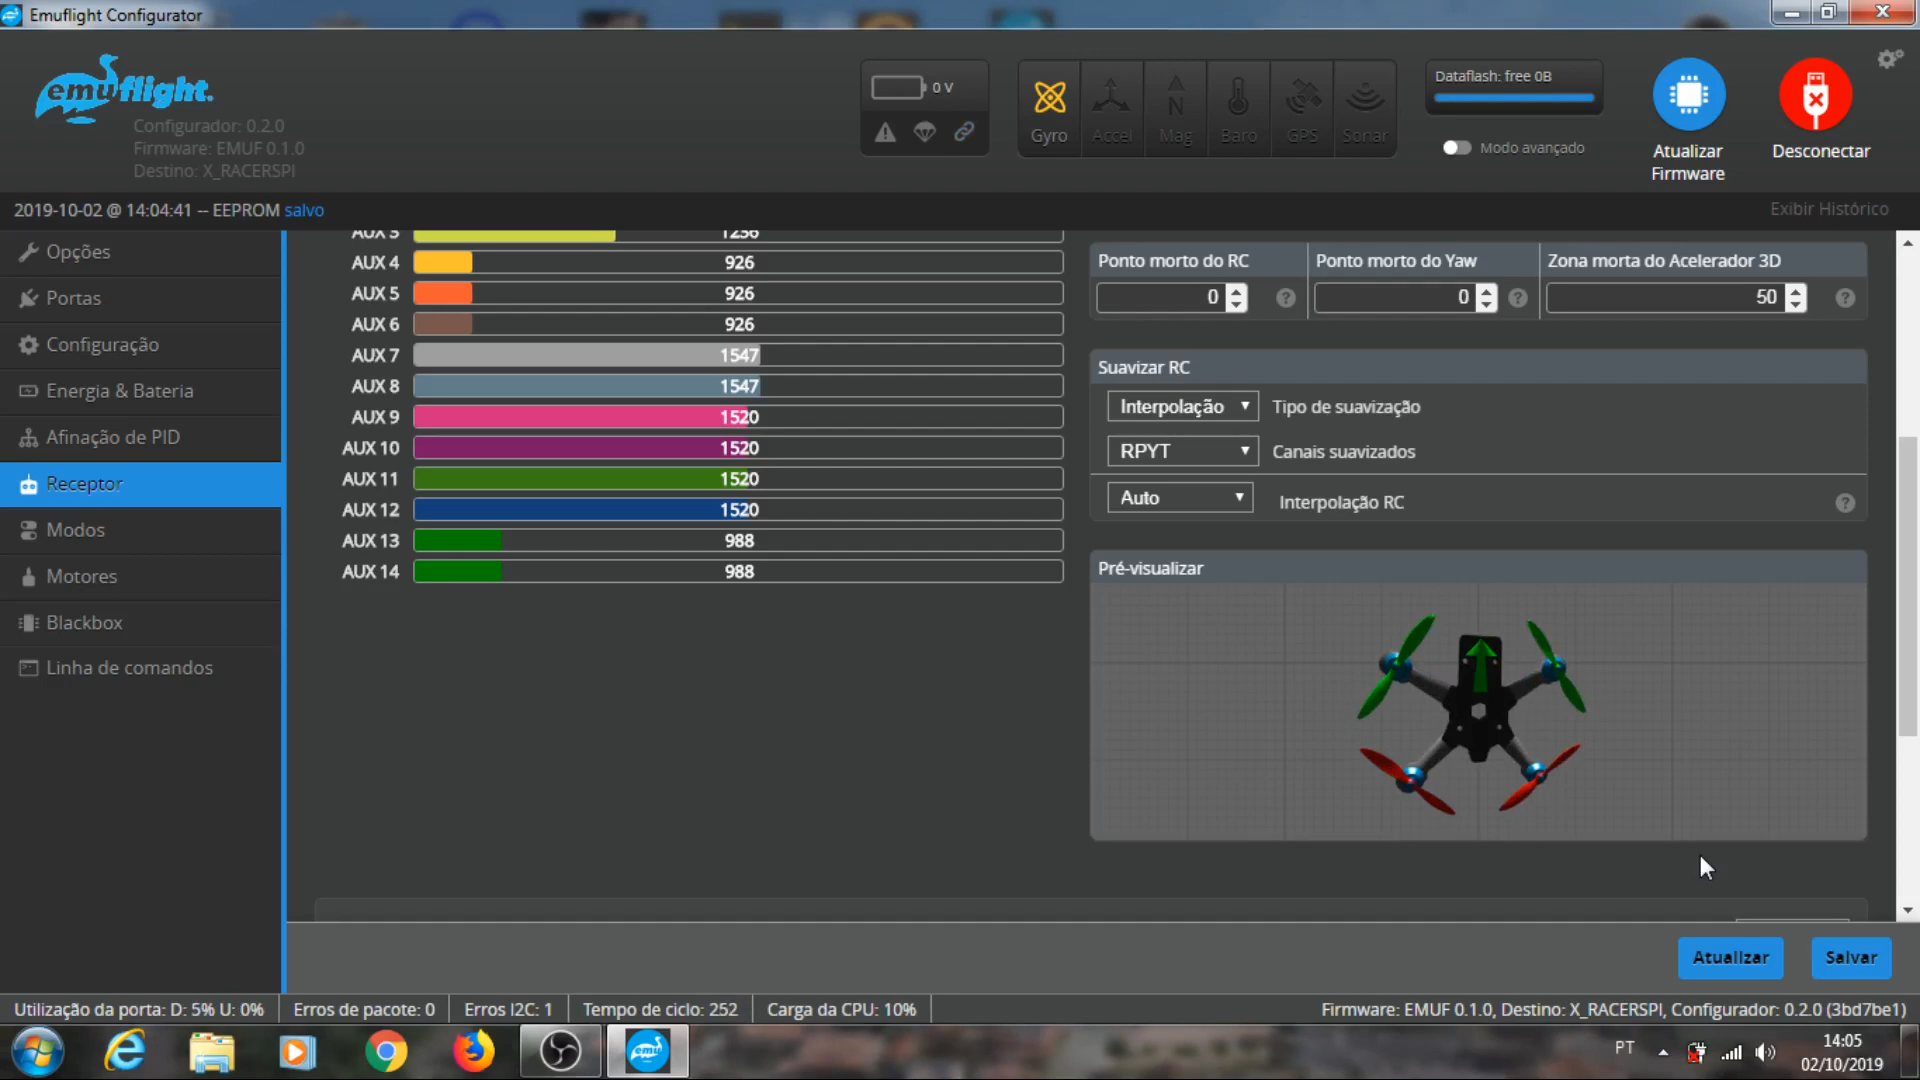 Emuflight Configurator
emuflight.
Configurador: 0.2.0
Firmware: EMUF 0.1.0
Destino: X_RACERSPI
0 V
Gyro
Accel
Mag
Baro
GPS
Sonar
Dataflash: free 0B
Modo avançado
Atualizar
Firmware
Desconectar
2019-10-02 @ 14:04:41 -- EEPROM salvo
Exibir Histórico
Opções
Portas
Configuração
Energia & Bateria
Afinação de PID
Receptor
Modos
Motores
Blackbox
Linha de comandos
AUX 3 1236
AUX 4 926
AUX 5 926
AUX 6 926
AUX 7 1547
AUX 8 1547
AUX 9 1520
AUX 10 1520
AUX 11 1520
AUX 12 1520
AUX 13 988
AUX 14 988
Ponto morto do RC
Ponto morto do Yaw
Zona morta do Acelerador 3D
0
0
50
Suavizar RC
Interpolação Tipo de suavização
RPYT Canais suavizados
Auto Interpolação RC
Pré-visualizar
Atualizar
Salvar
Utilização da porta: D: 5% U: 0%
Erros de pacote: 0
Erros I2C: 1
Tempo de ciclo: 252
Carga da CPU: 10%
Firmware: EMUF 0.1.0, Destino: X_RACERSPI, Configurador: 0.2.0 (3bd7be1)
emu
PT
14:05
02/10/2019